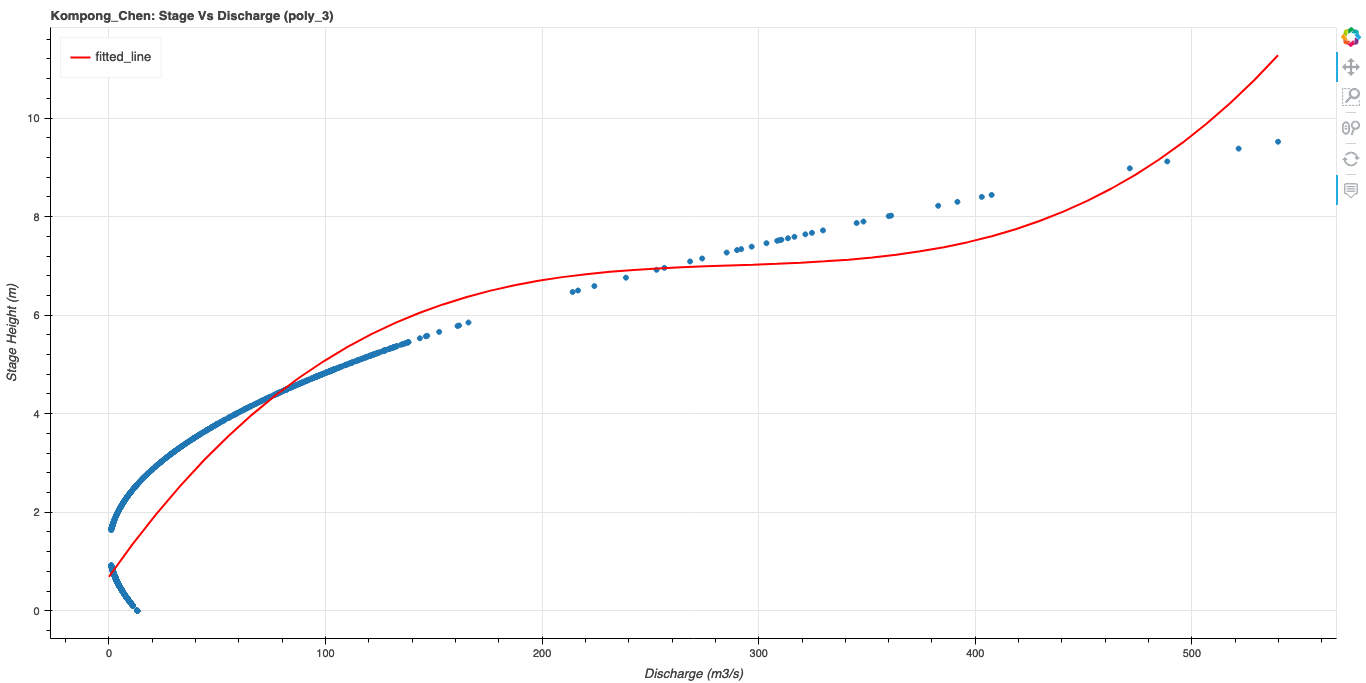 Kompong_Chen: Stage Vs Discharge (poly_3)
fitted_line
10
8
6
4
2
0
Stage Height (m)
0 100 200 300 400 500
Discharge (m3/s)